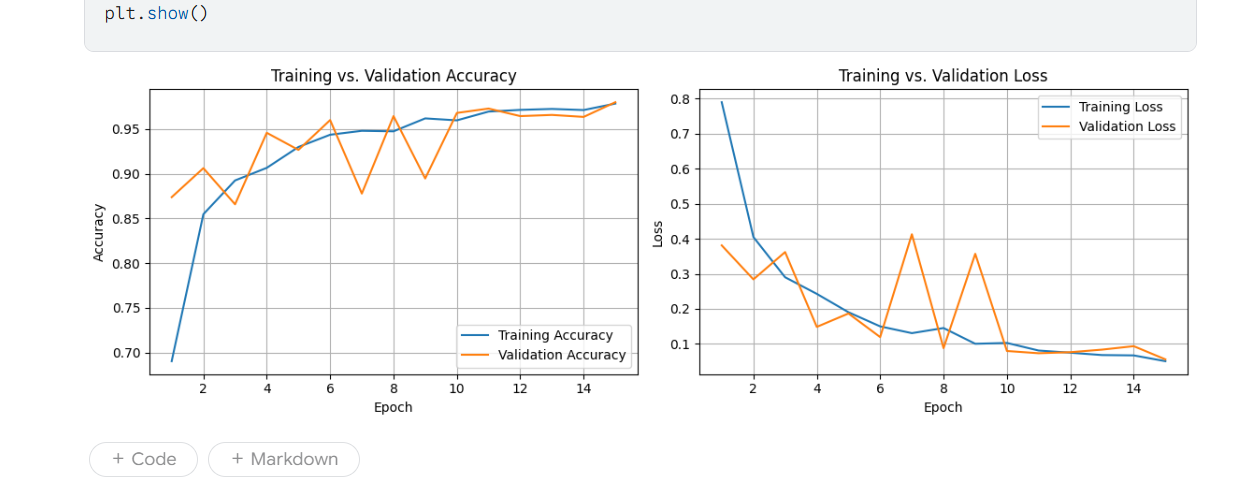 plt.show()
Training vs. Validation Accuracy
Accuracy
0.95
0.90
0.85
0.80
0.75
0.70
Training Accuracy
Validation Accuracy
2 4 6 8 10 12 14
Epoch
Training vs. Validation Loss
Loss
0.8
0.7
0.6
0.5
0.4
0.3
0.2
0.1
Training Loss
Validation Loss
2 4 6 8 10 12 14
Epoch
+ Code + Markdown